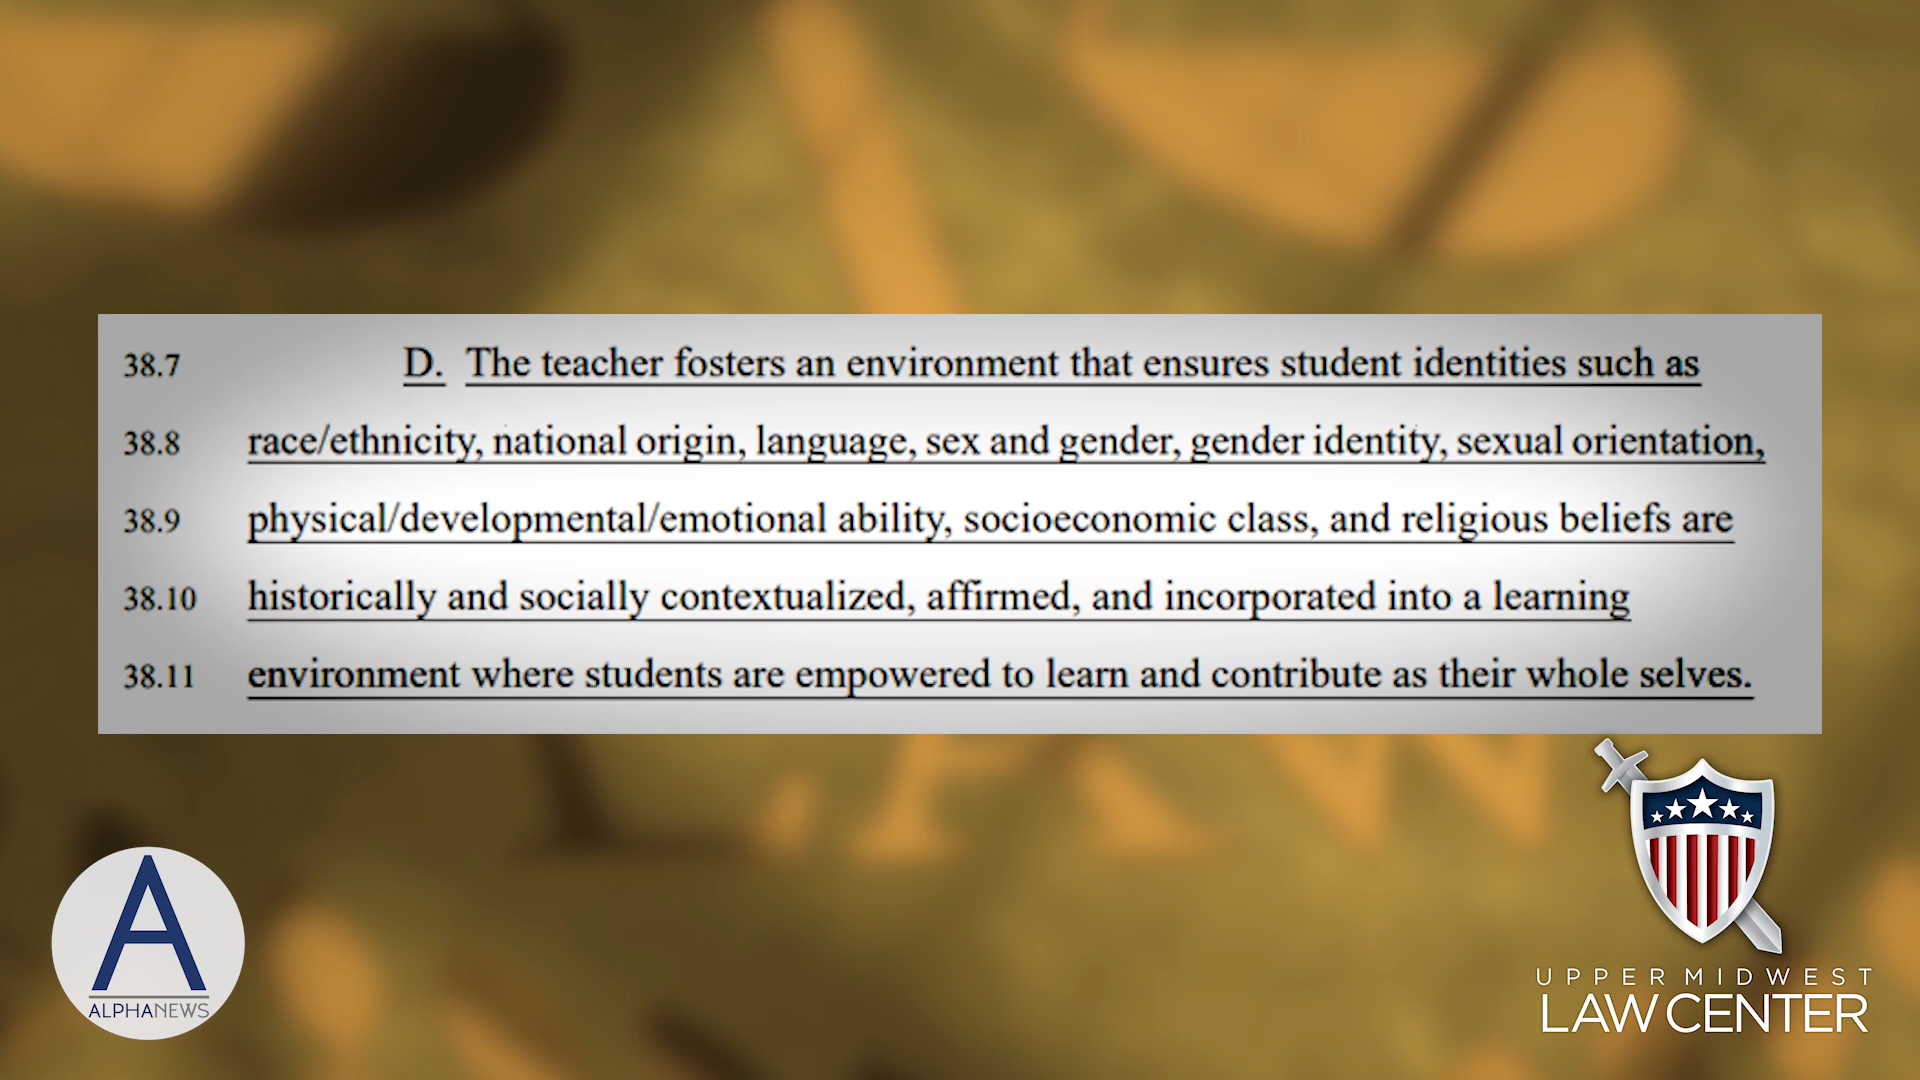 38.7 D. The teacher fosters an environment that ensures student identities such as
38.8 race/ethnicity, national origin, language, sex and gender, gender identity, sexual orientation,
38.9 physical/developmental/emotional ability, socioeconomic class, and religious beliefs are
38.10 historically and socially contextualized, affirmed, and incorporated into a learning
38.11 environment where students are empowered to learn and contribute as their whole selves.
A
ALPHANEWS
UPPER MIDWEST
LAW CENTER